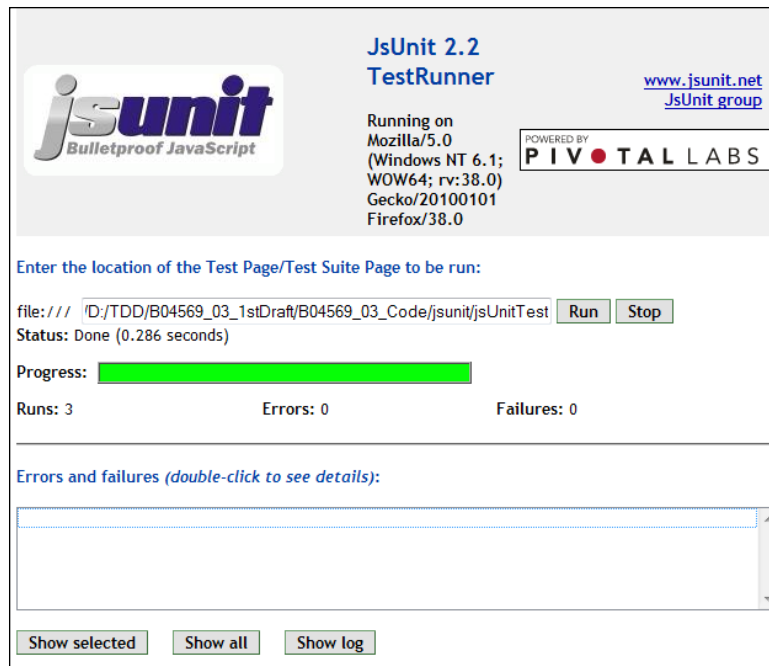 jsunit
Bulletproof JavaScript
JsUnit 2.2
TestRunner
Running on
Mozilla/5.0
(Windows NT 6.1;
WOW64; rv:38.0)
Gecko/20100101
Firefox/38.0
www.jsunit.net
JsUnit group
POWERED BY
PIVOTAL LABS
Enter the location of the Test Page/Test Suite Page to be run:
file:/// /D:/TDD/B04569_03_1stDraft/B04569_03_Code/jsunit/jsUnitTest Run Stop
Status: Done (0.286 seconds)
Progress:
Runs: 3 Errors: 0 Failures: 0
Errors and failures (double-click to see details):
Show selected Show all Show log